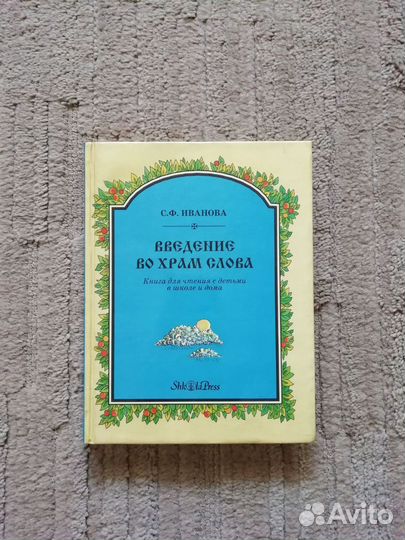 С.Ф. ИВАНОВА
ВВЕДЕНИЕ
ВО ХРАМ СЛОВА
Книга для чтения с детьми
в школе и дома
ShkOlaPress
Avito